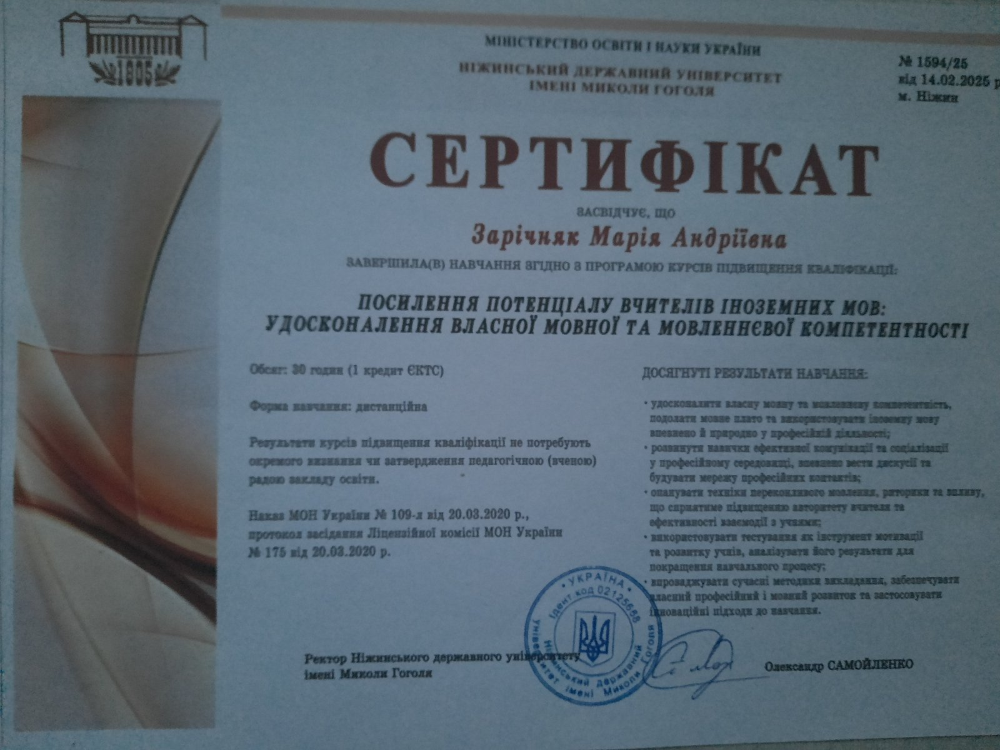 1805
МІНІСТЕРСТВО ОСВІТИ І НАУКИ УКРАЇНИ
НІЖИНСЬКИЙ ДЕРЖАВНИЙ УНІВЕРСИТЕТ
ІМЕНІ МИКОЛИ ГОГОЛЯ
№ 1594/25
від 14.02.2025 р
м. Ніжин
СЕРТИФІКАТ
ЗАСВІДЧУЄ, ЩО
Зарічняк Марія Андріївна
ЗАВЕРШИЛА(В) НАВЧАННЯ ЗГІДНО З ПРОГРАМОЮ КУРСІВ ПІДВИЩЕННЯ КВАЛІФІКАЦІЇ:
ПОСИЛЕННЯ ПОТЕНЦІАЛУ ВЧИТЕЛІВ ІНОЗЕМНИХ МОВ:
УДОСКОНАЛЕННЯ ВЛАСНОЇ МОВНОЇ ТА МОВЛЕННЄВОЇ КОМПЕТЕНТНОСТІ
Обсяг: 30 годин (1 кредит ЄКТС)
Форма навчання: дистанційна
Результати курсів підвищення кваліфікації не потребують
окремого визнання чи затвердження педагогічною (вченою)
радою закладу освіти.
Наказ МОН України № 109-л від 20.03.2020 р.,
протокол засідання Ліцензійної комісії МОН України
№ 175 від 20.03.2020 р.
ДОСЯГНУТІ РЕЗУЛЬТАТИ НАВЧАННЯ:
• удосконалити власну мовну та мовленнєву компетентність,
подолати мовне плато та використовувати іноземну мову
впевнено й природно у професійній діяльності;
• розвинути навички ефективної комунікації та соціалізації
у професійному середовищі, впевнено вести дискусії та
будувати мережу професійних контактів;
• опанувати техніки переконливого мовлення, риторики та впливу,
що сприятиме підвищенню авторитету вчителя та
ефективності взаємодії з учнями;
• використовувати тестування як інструмент мотивації
та розвитку учнів, аналізувати його результати для
покращення навчального процесу;
• впроваджувати сучасні методики викладання, забезпечувати
власний професійний і мовний розвиток та застосовувати
інноваційні підходи до навчання.
Ректор Ніжинського державного університету
імені Миколи Гоголя
Олександр САМОЙЛЕНКО
• УКРАЇНА •
Ідент код 02125668
Ніжинський державний
університет імені Миколи Гоголя